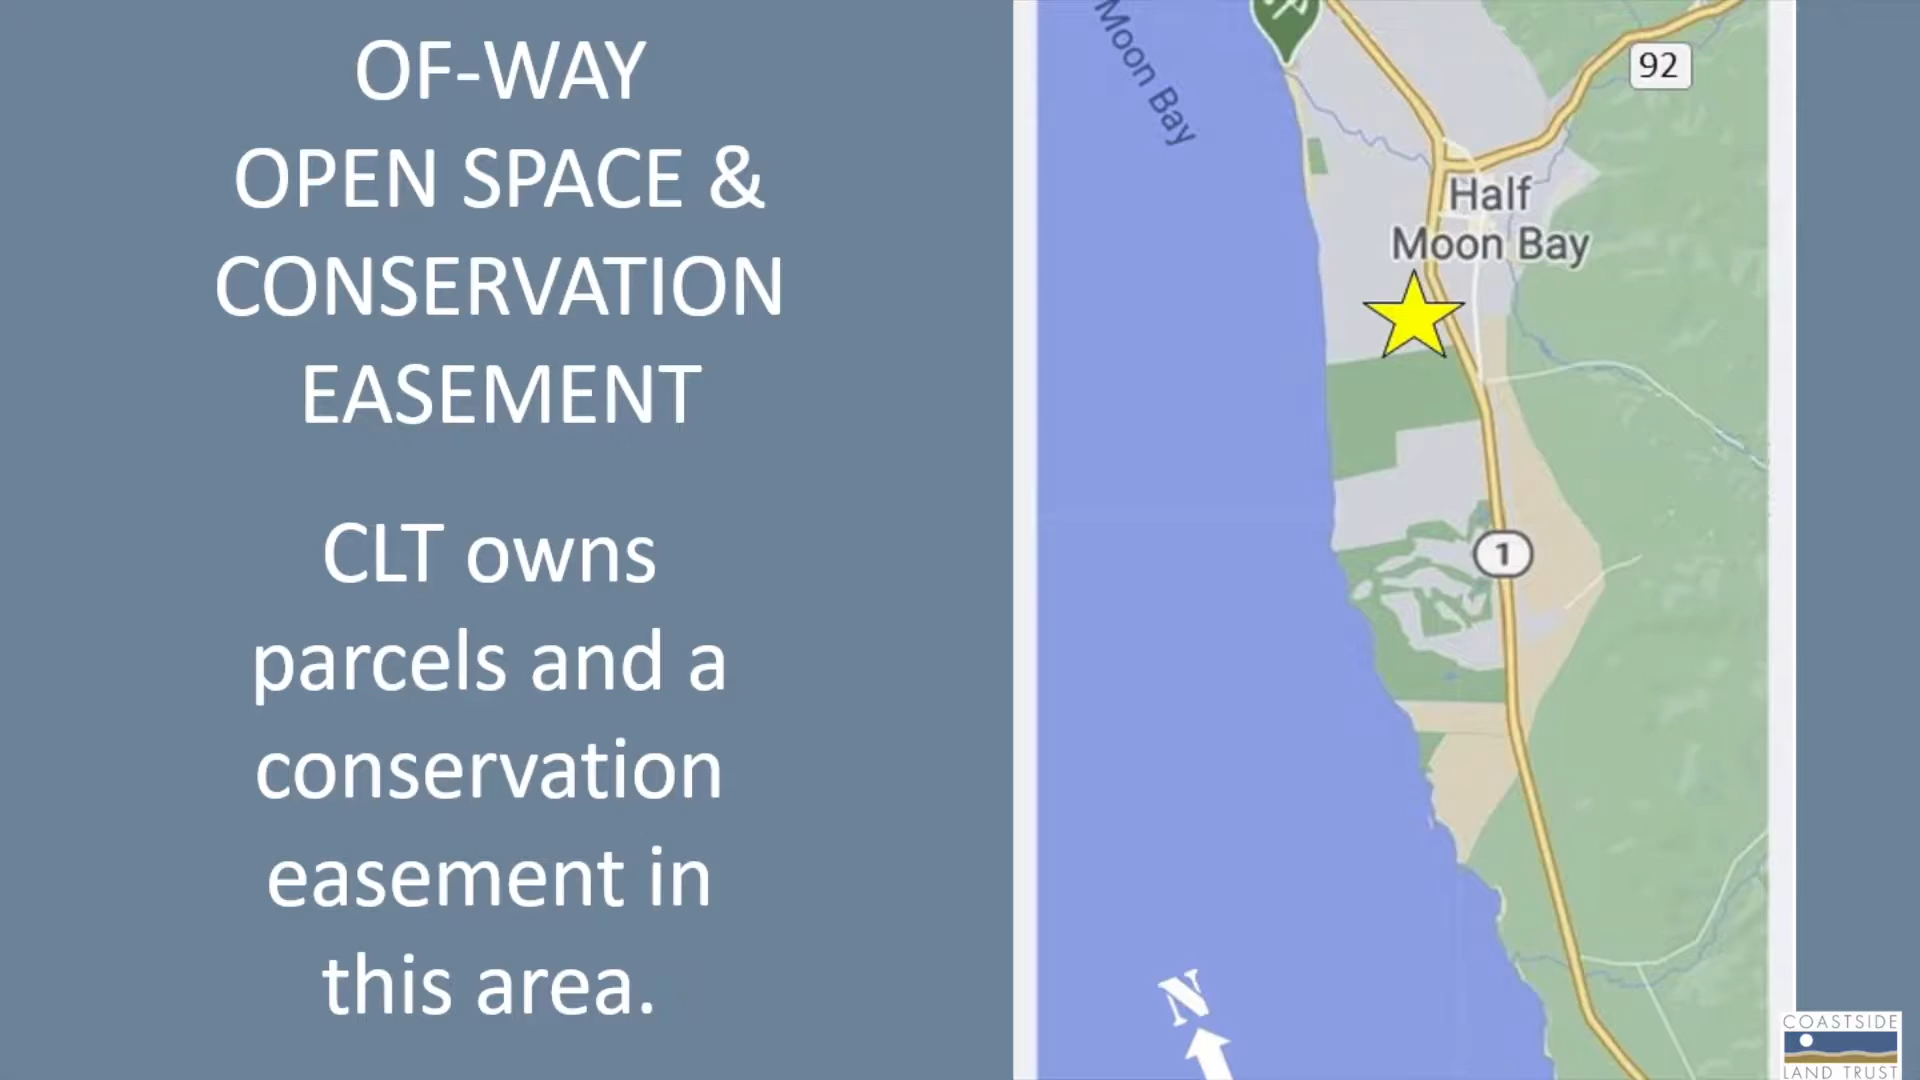 OF-WAY
OPEN SPACE &
CONSERVATION
EASEMENT
CLT owns
parcels and a
conservation
easement in
this area.
Moon Bay
92
Half
Moon Bay
1
N
COASTSIDE
LAND TRUST